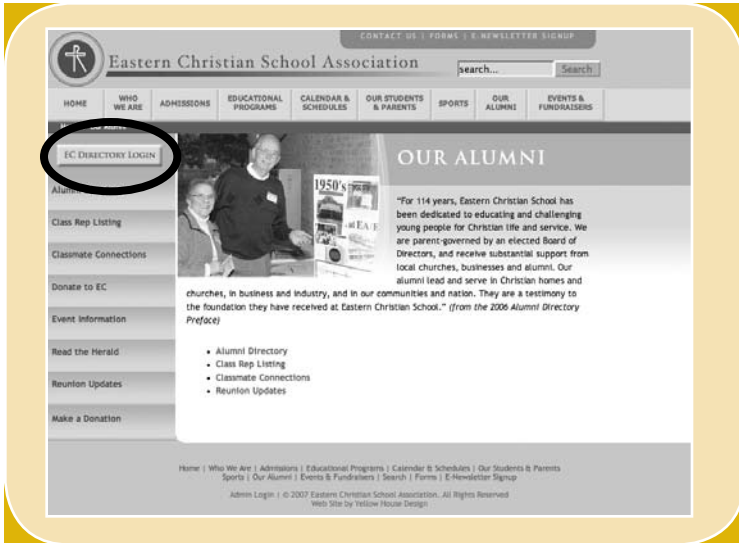 CONTACT US | FORMS | E-NEWSLETTER SIGNUP
Eastern Christian School Association
search...
Search
HOME
WHO
WE ARE
ADMISSIONS
EDUCATIONAL
PROGRAMS
CALENDAR &
SCHEDULES
OUR STUDENTS
& PARENTS
SPORTS
OUR
ALUMNI
EVENTS &
FUNDRAISERS
EC DIRECTORY LOGIN
Class Rep Listing
Classmate Connections
Donate to EC
Event Information
Read the Herald
Reunion Updates
Make a Donation
1950's
at EA/E
OUR ALUMNI
"For 114 years, Eastern Christian School has
been dedicated to educating and challenging
young people for Christian life and service. We
are parent-governed by an elected Board of
Directors, and receive substantial support from
local churches, businesses and alumni. Our
alumni lead and serve in Christian homes and
churches, in business and industry, and in our communities and nation. They are a testimony to
the foundation they have received at Eastern Christian School." (from the 2006 Alumni Directory
Preface)
• Alumni Directory
• Class Rep Listing
• Classmate Connections
• Reunion Updates
Home | Who We Are | Admissions | Educational Programs | Calendar & Schedules | Our Students & Parents
Sports | Our Alumni | Events & Fundraisers | Search | Forms | E-Newsletter Signup
Admin Login | © 2007 Eastern Christian School Association. All Rights Reserved
Web Site by Yellow House Design